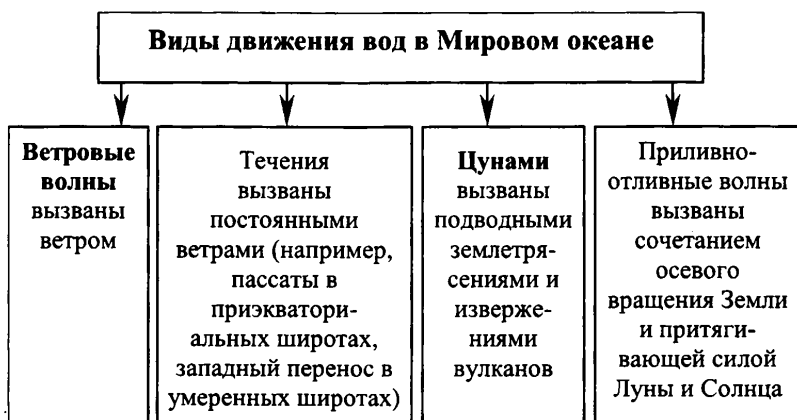 Виды движения вод в Мировом океане
Ветровые
волны
вызваны
ветром
Течения
вызваны
постоянными
ветрами (например,
пассаты в
приэкватори-
альных широтах,
западный перенос в
умеренных широтах)
Цунами
вызваны
подводными
землетря-
сениями и
изверже-
ниями
вулканов
Приливно-
отливные волны
вызваны
сочетанием
осевого
вращения Земли
и притяги-
вающей силой
Луны и Солнца